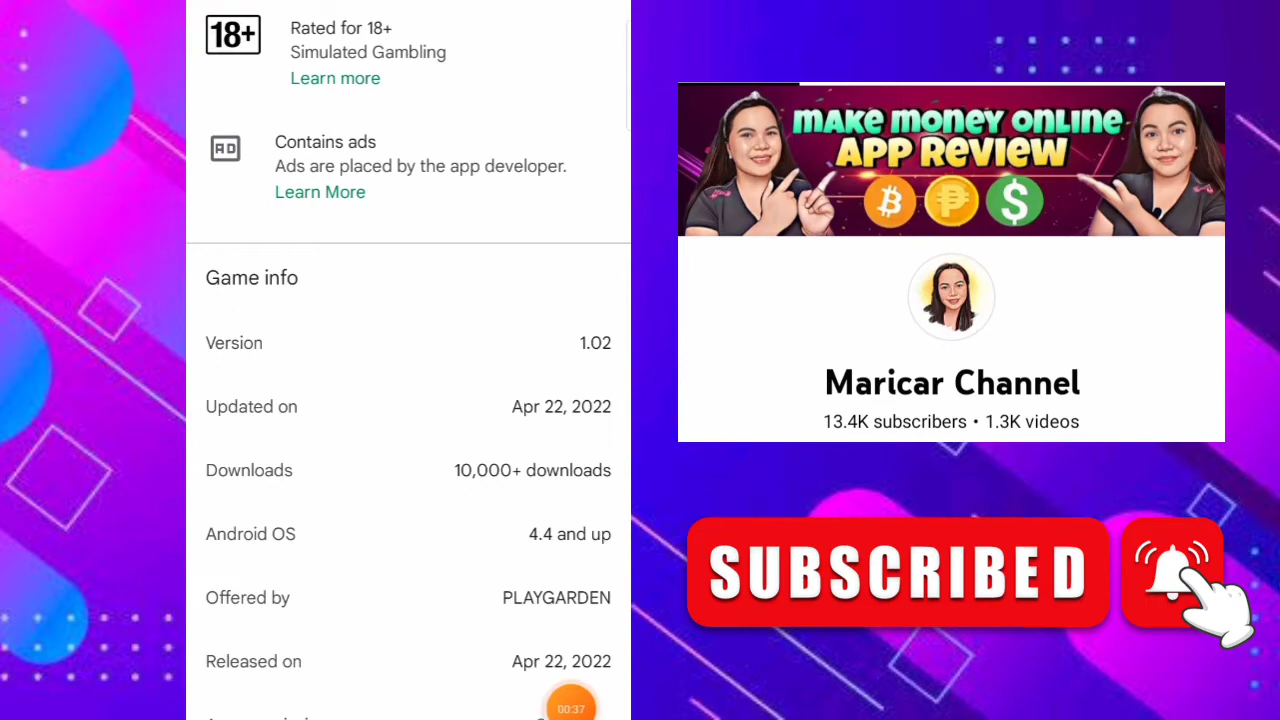 18+
Rated for 18+
Simulated Gambling
Learn more
AD
Contains ads
Ads are placed by the app developer.
Learn More
Game info
Version 1.02
Updated on Apr 22, 2022
Downloads 10,000+ downloads
Android OS 4.4 and up
Offered by PLAYGARDEN
Released on Apr 22, 2022
00:37
MAKE MONEY ONLINE
APP REVIEW
Maricar Channel
13.4K subscribers • 1.3K videos
SUBSCRIBED